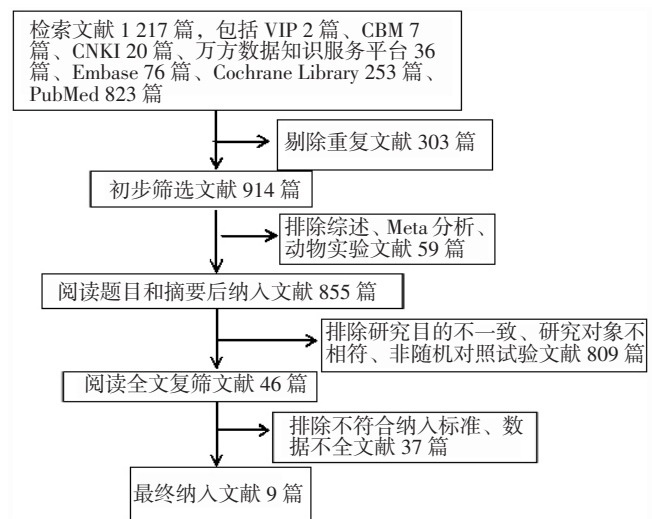 检索文献 1 217 篇，包括 VIP 2 篇、CBM 7
篇、CNKI 20 篇、万方数据知识服务平台 36
篇、Embase 76 篇、Cochrane Library 253 篇、
PubMed 823 篇
剔除重复文献 303 篇
初步筛选文献 914 篇
排除综述、Meta 分析、
动物实验文献 59 篇
阅读题目和摘要后纳入文献 855 篇
排除研究目的不一致、研究对象不
相符、非随机对照试验文献 809 篇
阅读全文复筛文献 46 篇
排除不符合纳入标准、数
据不全文献 37 篇
最终纳入文献 9 篇